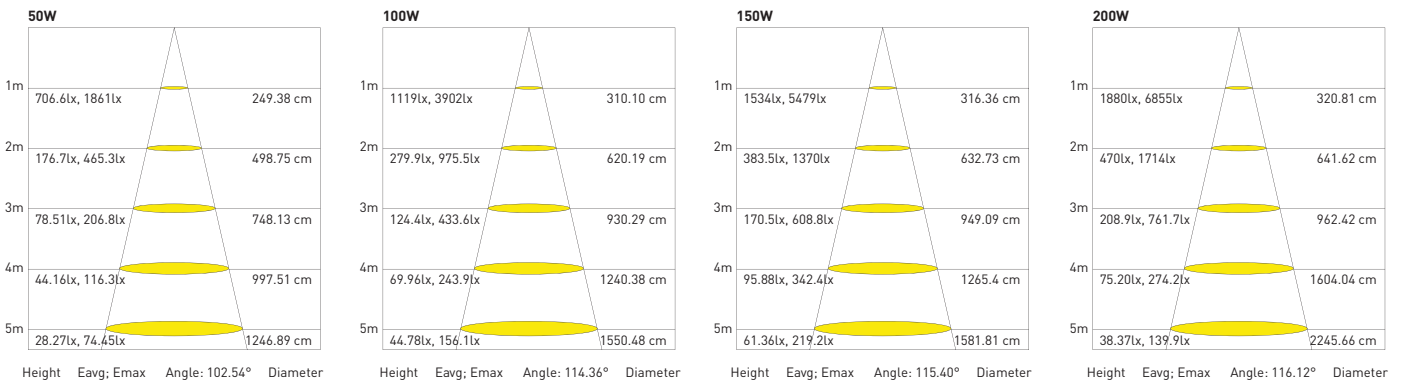 50W
1m
706.6lx, 1861lx
249.38 cm
2m
176.7lx, 465.3lx
498.75 cm
3m
78.51lx, 206.8lx
748.13 cm
4m
44.16lx, 116.3lx
997.51 cm
5m
28.27lx, 74.45lx
1246.89 cm
Height Eavg; Emax Angle: 102.54° Diameter
100W
1m
1119lx, 3902lx
310.10 cm
2m
279.9lx, 975.5lx
620.19 cm
3m
124.4lx, 433.6lx
930.29 cm
4m
69.96lx, 243.9lx
1240.38 cm
5m
44.78lx, 156.1lx
1550.48 cm
Height Eavg; Emax Angle: 114.36° Diameter
150W
1m
1534lx, 5479lx
316.36 cm
2m
383.5lx, 1370lx
632.73 cm
3m
170.5lx, 608.8lx
949.09 cm
4m
95.88lx, 342.4lx
1265.4 cm
5m
61.36lx, 219.2lx
1581.81 cm
Height Eavg; Emax Angle: 115.40° Diameter
200W
1m
1880lx, 6855lx
320.81 cm
2m
470lx, 1714lx
641.62 cm
3m
208.9lx, 761.7lx
962.42 cm
4m
75.20lx, 274.2lx
1604.04 cm
5m
38.37lx, 139.9lx
2245.66 cm
Height Eavg; Emax Angle: 116.12° Diameter